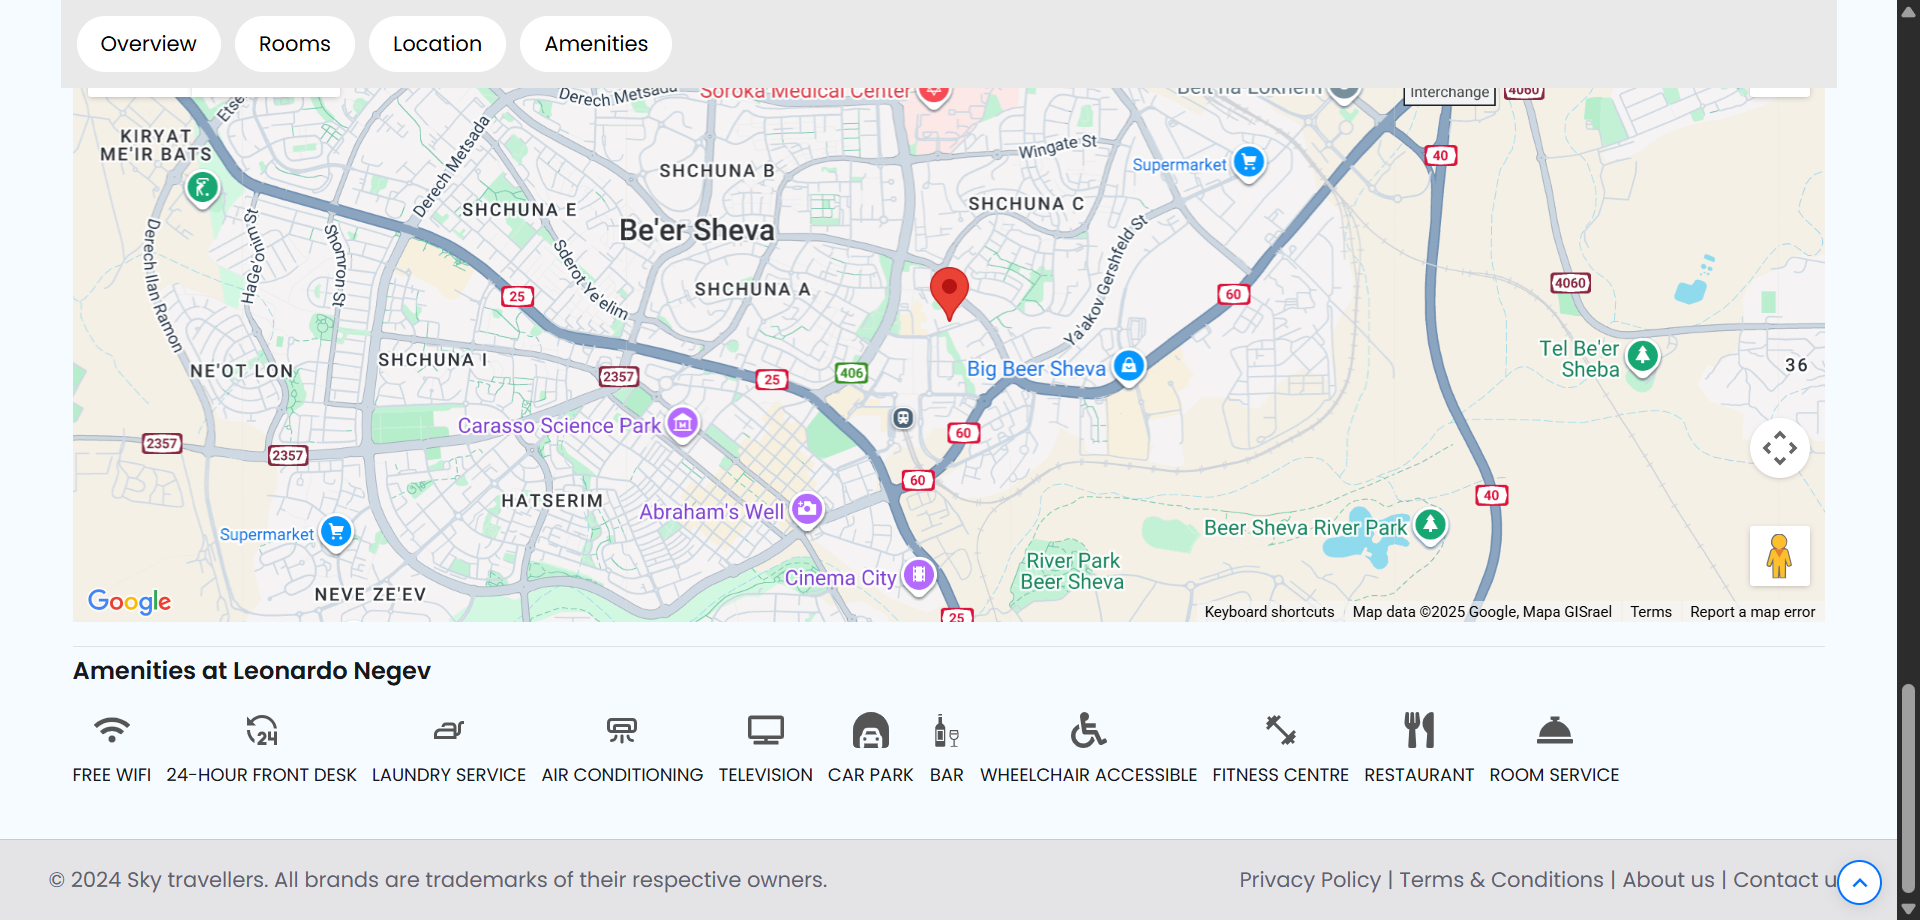 Overview
Rooms
Location
Amenities
Derech Metsada
Soroka Medical Center
Beit ha Lokhem
Interchange
4060
KIRYAT
ME'IR BATS
Derech Metsada
SHCHUNA B
Wingate St
Supermarket
40
SHCHUNA E
Be'er Sheva
SHCHUNA C
Derech Ilan Ramon
HaGe'onim St
Shomron St
Sderot Ye'elim
SHCHUNA A
Ya'akov Gershfeld St
25
60
4060
NE'OT LON
SHCHUNA I
2357
25
406
Big Beer Sheva
Tel Be'er
Sheba
36
2357
2357
Carasso Science Park
60
60
40
HATSERIM
Abraham's Well
Beer Sheva River Park
Supermarket
Cinema City
River Park
Beer Sheva
NEVE ZE'EV
25
Google
Keyboard shortcuts
Map data ©2025 Google, Mapa GISrael
Terms
Report a map error
Amenities at Leonardo Negev
24
FREE WIFI
24-HOUR FRONT DESK
LAUNDRY SERVICE
AIR CONDITIONING
TELEVISION
CAR PARK
BAR
WHEELCHAIR ACCESSIBLE
FITNESS CENTRE
RESTAURANT
ROOM SERVICE
© 2024 Sky travellers. All brands are trademarks of their respective owners.
Privacy Policy | Terms & Conditions | About us | Contact u